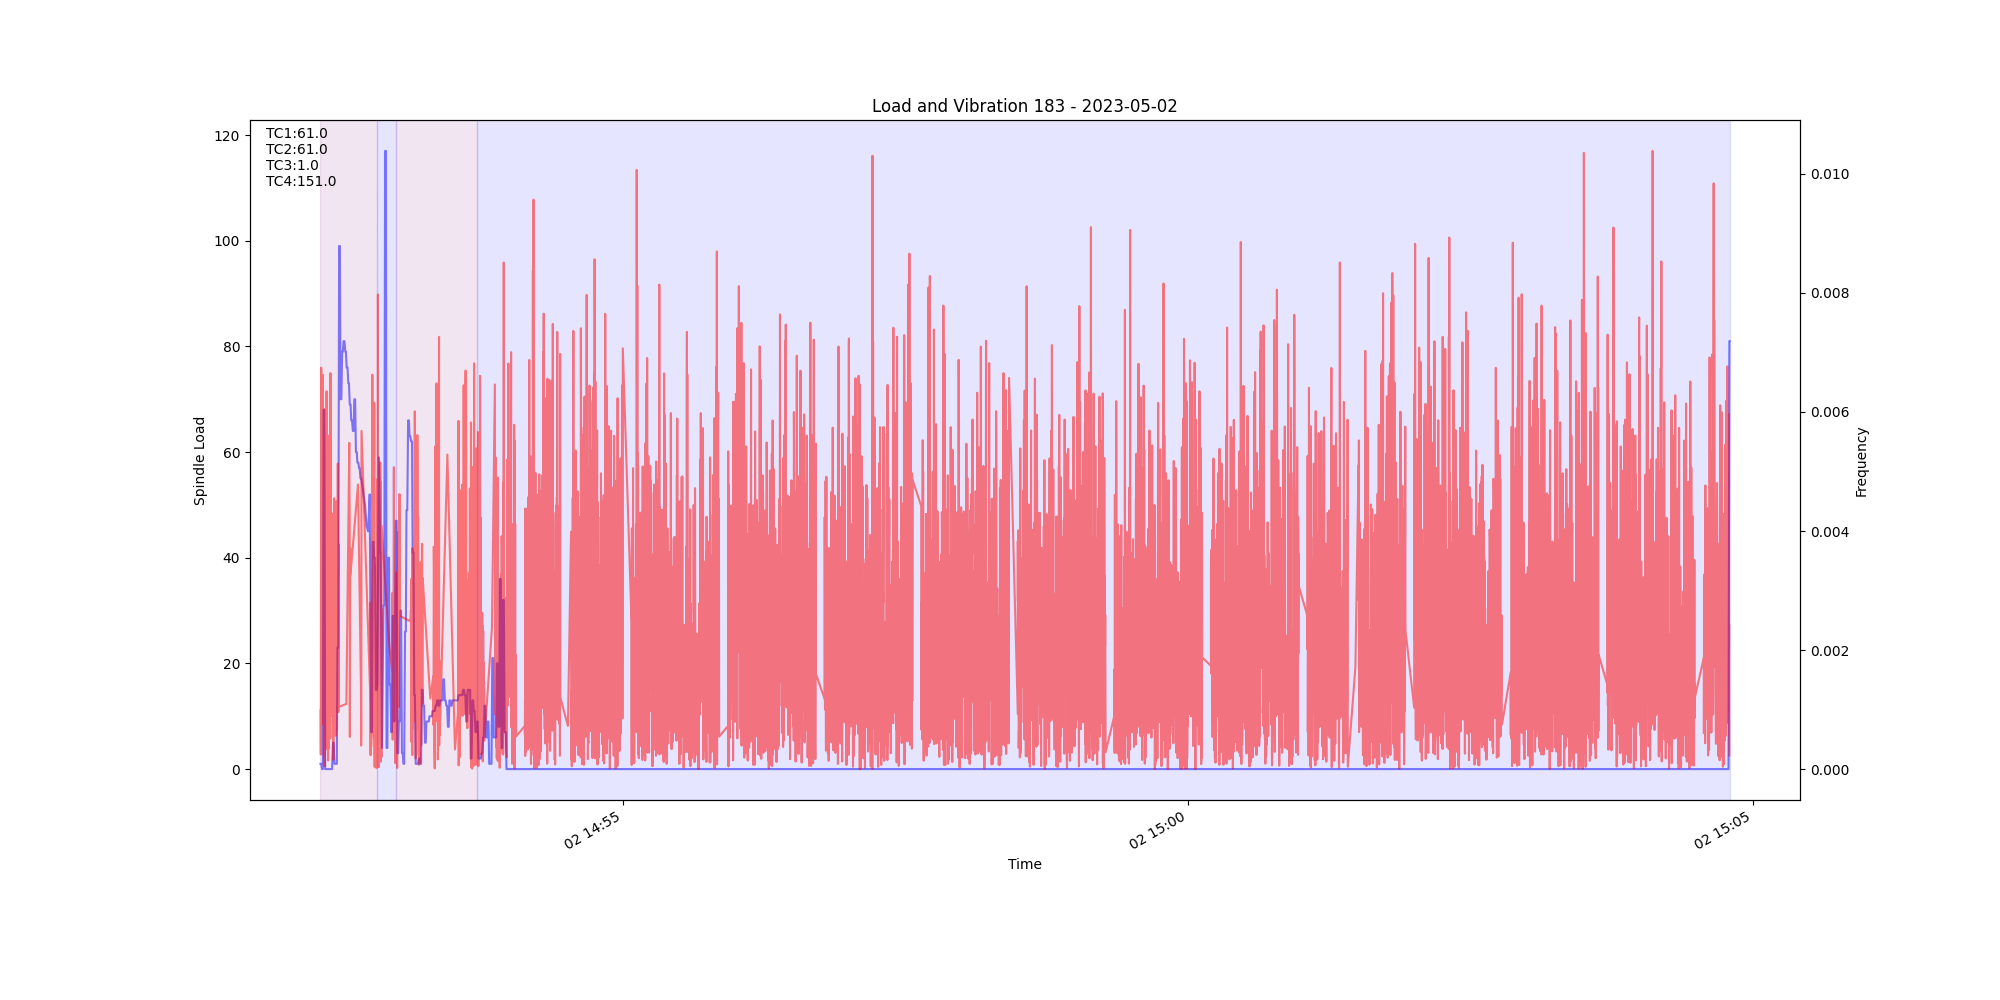 Load and Vibration 183 - 2023-05-02
TC1:61.0
TC2:61.0
TC3:1.0
TC4:151.0
120
100
80
60
40
20
0
Spindle Load
0.010
0.008
0.006
0.004
0.002
0.000
Frequency
02 14:55
02 15:00
02 15:05
Time